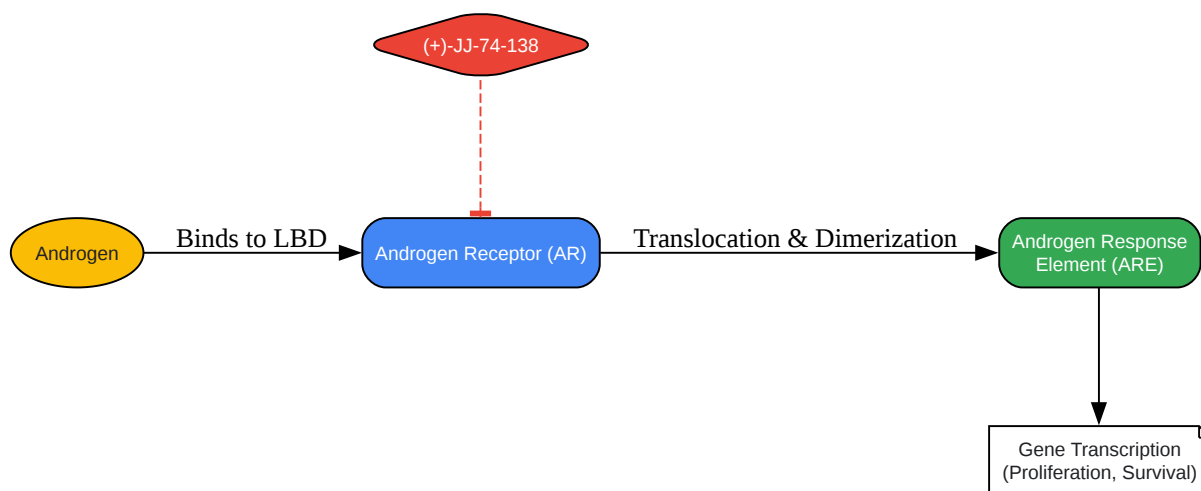 (+)-JJ-74-138
Androgen
Binds to LBD
Androgen Receptor (AR)
Translocation & Dimerization
Androgen Response
Element (ARE)
Gene Transcription
(Proliferation, Survival)